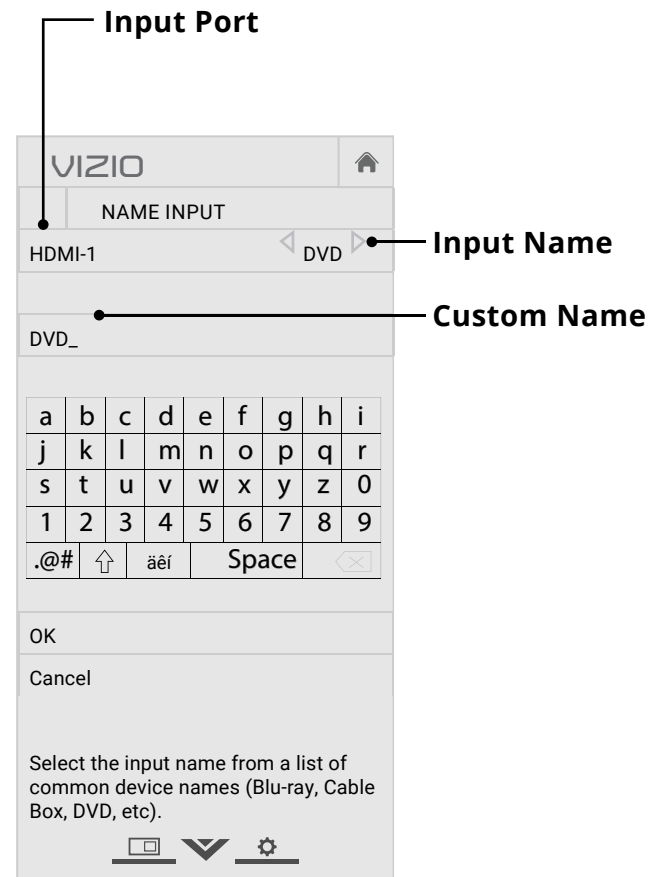 Input Port
VIZIO
NAME INPUT
HDMI-1 DVD
Input Name
Custom Name
DVD_
a b c d e f g h i
j k l m n o p q r
s t u v w x y z 0
1 2 3 4 5 6 7 8 9
.@# äêí Space
OK
Cancel
Select the input name from a list of
common device names (Blu-ray, Cable
Box, DVD, etc).